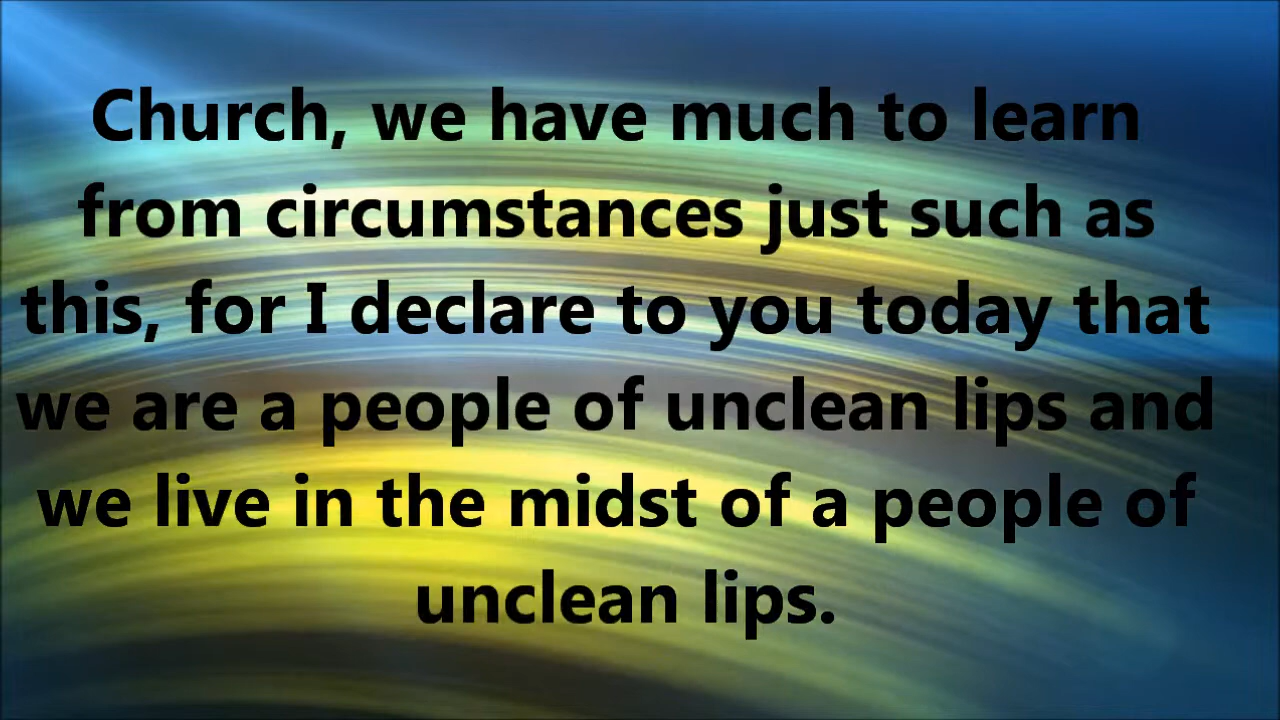 Church, we have much to learn
from circumstances just such as
this, for I declare to you today that
we are a people of unclean lips and
we live in the midst of a people of
unclean lips.